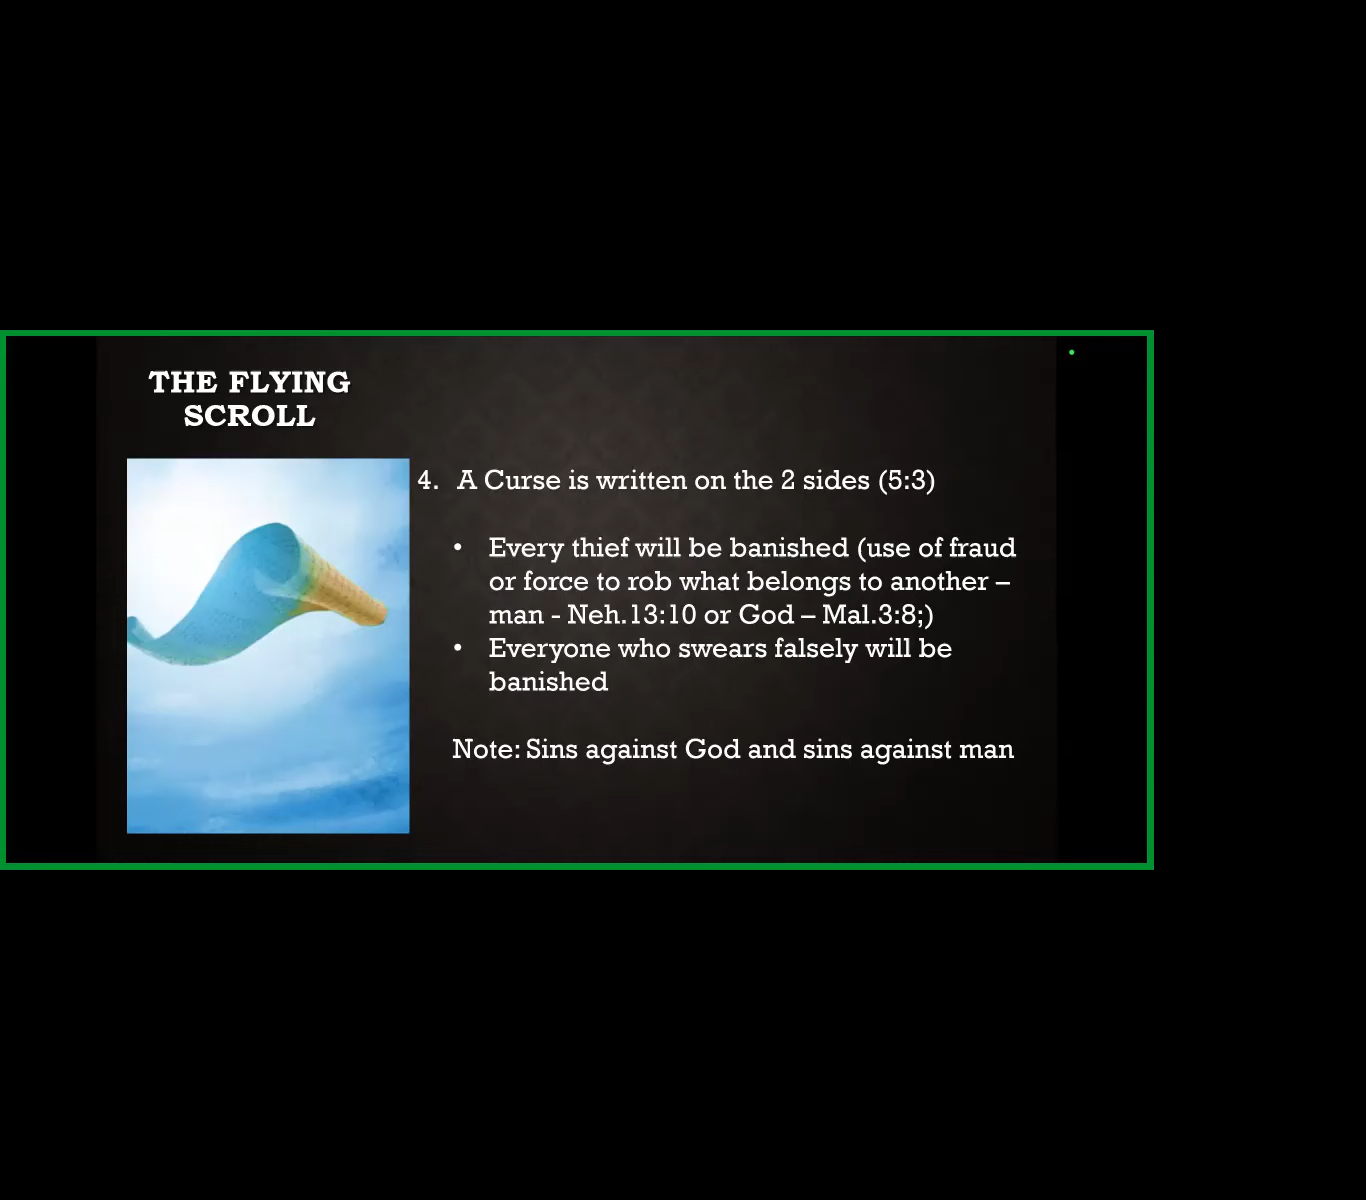 THE FLYING
SCROLL
4. A Curse is written on the 2 sides (5:3)
• Every thief will be banished (use of fraud
or force to rob what belongs to another –
man - Neh.13:10 or God – Mal.3:8;)
• Everyone who swears falsely will be
banished
Note: Sins against God and sins against man